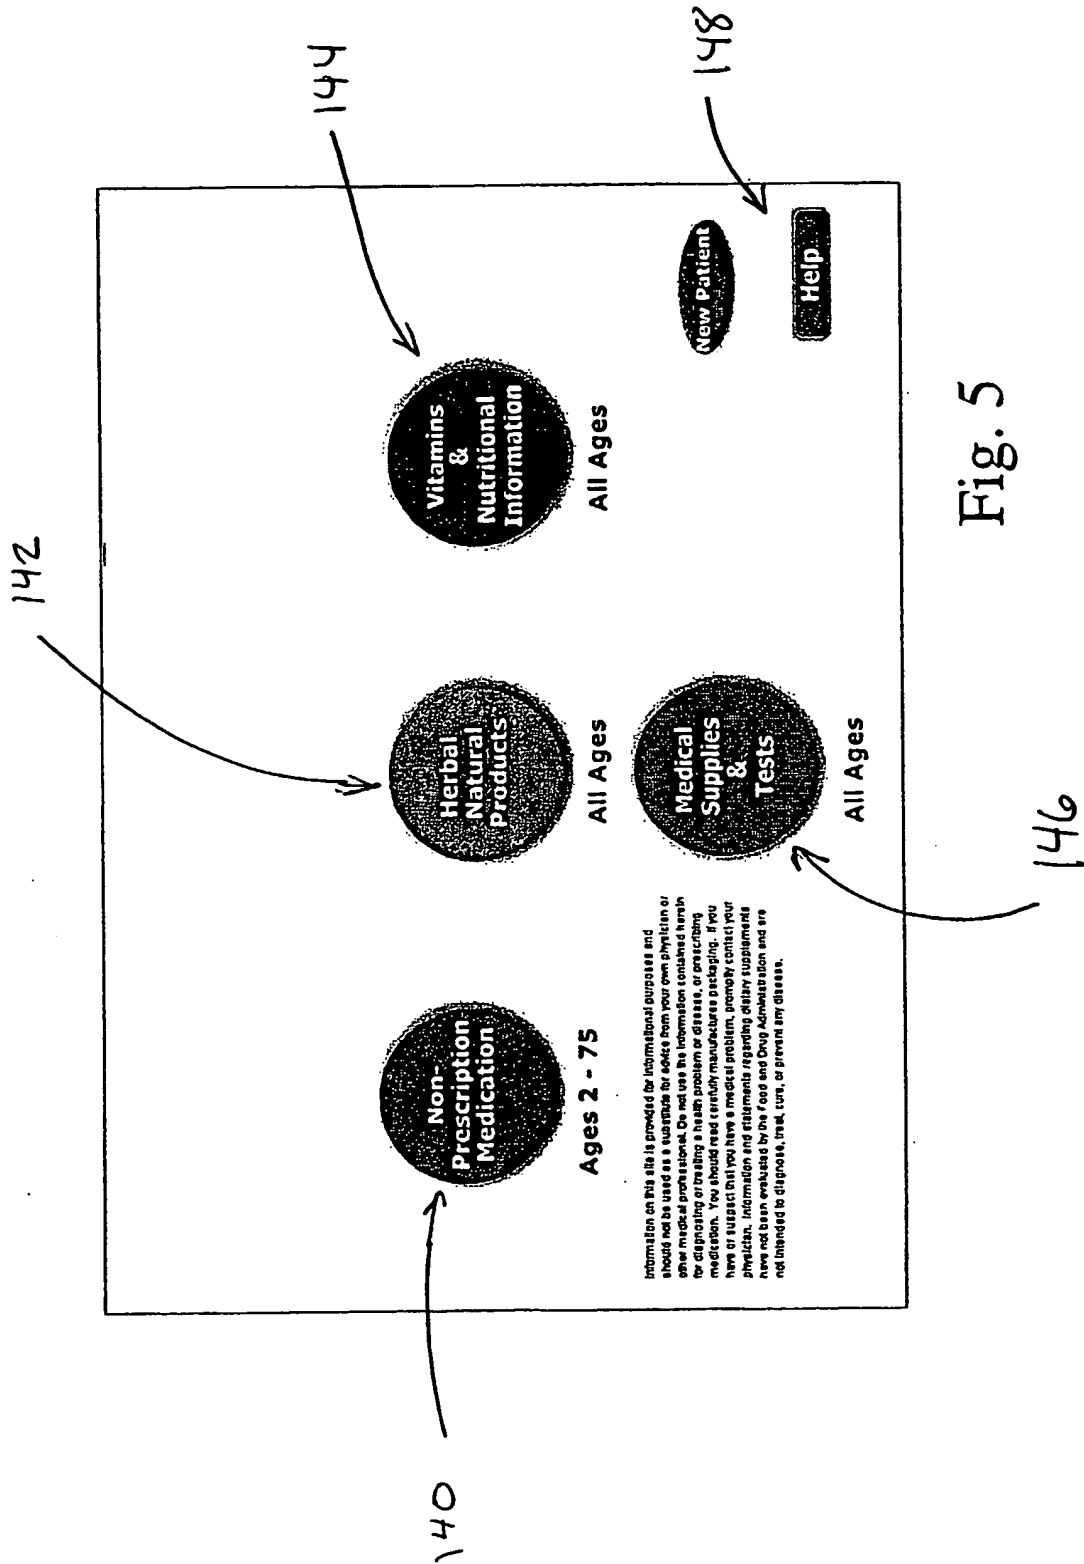 142
144
140
Non-
Prescription
Medication
Ages 2 - 75
Herbal
Natural
Products
All Ages
Vitamins
&
Nutritional
Information
All Ages
Information on this site is provided for informational purposes and
should not be used as a substitute for advice from your own physician or
other medical professional. Do not use the information contained herein
for diagnosing or treating a health problem or disease, or prescribing
medication. You should read carefully manufactures packaging. If you
have or suspect that you have a medical problem, promptly contact your
physician. Information and statements regarding dietary supplements
have not been evaluated by the Food and Drug Administration and are
not intended to diagnose, treat, cure, or prevent any disease.
Medical
Supplies
&
Tests
All Ages
New Patient
Help
148
146
Fig. 5